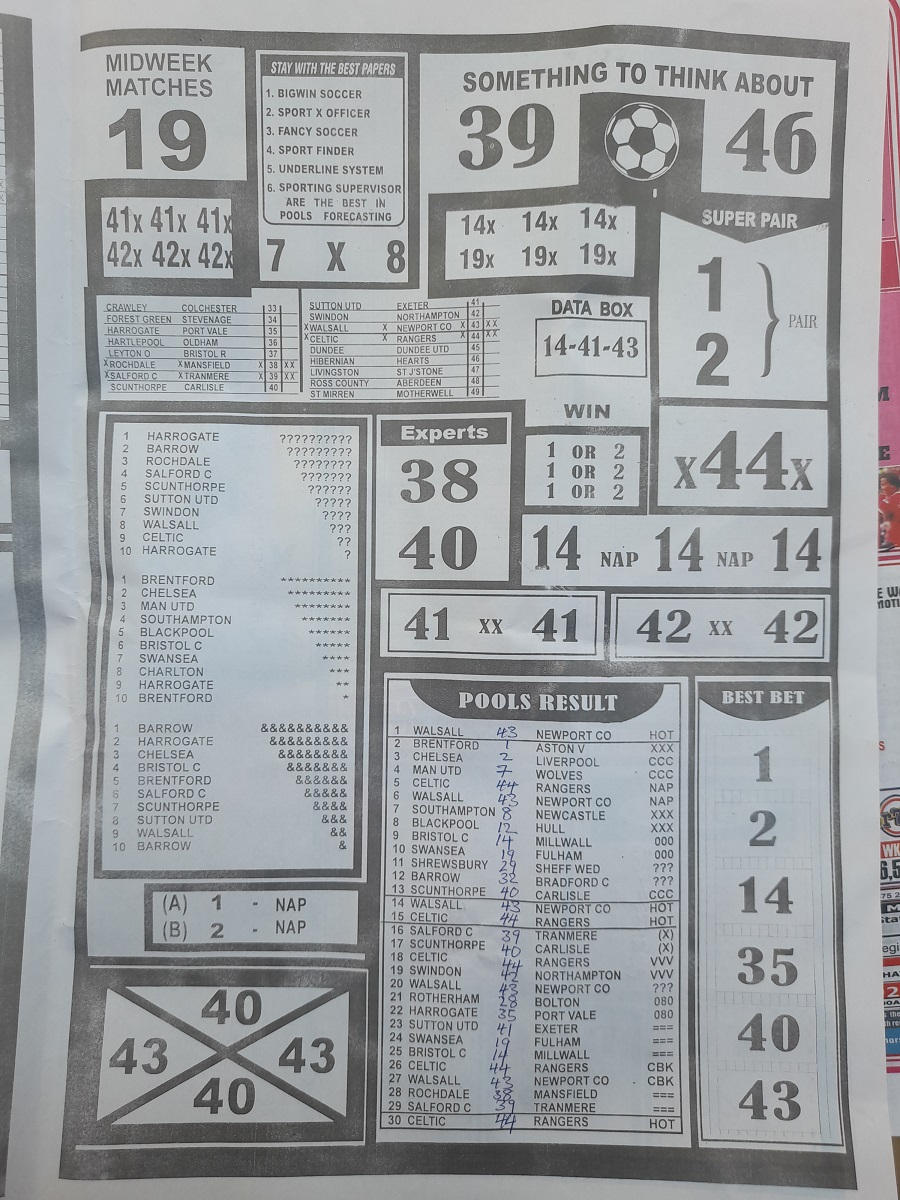 MIDWEEK
MATCHES
19
STAY WITH THE BEST PAPERS
1. BIGWIN SOCCER
2. SPORT X OFFICER
3. FANCY SOCCER
4. SPORT FINDER
5. UNDERLINE SYSTEM
6. SPORTING SUPERVISOR
ARE THE BEST IN
POOLS FORECASTING
7 X 8
SOMETHING TO THINK ABOUT
39 46
41x 41x 41x
42x 42x 42x
14x 14x 14x
19x 19x 19x
SUPER PAIR
1
2
PAIR
CRAWLEY COLCHESTER 33
FOREST GREEN STEVENAGE 34
HARROGATE PORT VALE 35
HARTLEPOOL OLDHAM 36
LEYTON O BRISTOL R 37
X ROCHDALE X MANSFIELD X 38 XX
X SALFORD C X TRANMERE X 39 XX
SCUNTHORPE CARLISLE 40
SUTTON UTD EXETER 41
SWINDON NORTHAMPTON 42
X WALSALL X NEWPORT CO X 43 XX
X CELTIC X RANGERS X 44 XX
DUNDEE DUNDEE UTD 45
HIBERNIAN HEARTS 46
LIVINGSTON ST J'STONE 47
ROSS COUNTY ABERDEEN 48
ST MIRREN MOTHERWELL 49
DATA BOX
14-41-43
WIN
1 OR 2
1 OR 2
1 OR 2
X44X
1 HARROGATE ??????????
2 BARROW ?????????
3 ROCHDALE ????????
4 SALFORD C ???????
5 SCUNTHORPE ??????
6 SUTTON UTD ?????
7 SWINDON ????
8 WALSALL ???
9 CELTIC ??
10 HARROGATE ?
1 BRENTFORD **********
2 CHELSEA *********
3 MAN UTD ********
4 SOUTHAMPTON *******
5 BLACKPOOL ******
6 BRISTOL C *****
7 SWANSEA ****
8 CHARLTON ***
9 HARROGATE **
10 BRENTFORD *
1 BARROW &&&&&&&&&&
2 HARROGATE &&&&&&&&&
3 CHELSEA &&&&&&&&
4 BRISTOL C &&&&&&&
5 BRENTFORD &&&&&&
6 SALFORD C &&&&&
7 SCUNTHORPE &&&&
8 SUTTON UTD &&&
9 WALSALL &&
10 BARROW &
Experts
38
40
14 NAP 14 NAP 14
41 XX 41
42 XX 42
(A) 1 - NAP
(B) 2 - NAP
40
43 43
40
POOLS RESULT
1 WALSALL 43 NEWPORT CO HOT
2 BRENTFORD 1 ASTON V XXX
3 CHELSEA 2 LIVERPOOL CCC
4 MAN UTD 7 WOLVES CCC
5 CELTIC 44 RANGERS NAP
6 WALSALL 43 NEWPORT CO NAP
7 SOUTHAMPTON 8 NEWCASTLE XXX
8 BLACKPOOL 12 HULL XXX
9 BRISTOL C 14 MILLWALL 000
10 SWANSEA 19 FULHAM 000
11 SHREWSBURY 29 SHEFF WED ???
12 BARROW 32 BRADFORD C ???
13 SCUNTHORPE 40 CARLISLE CCC
14 WALSALL 43 NEWPORT CO HOT
15 CELTIC 44 RANGERS HOT
16 SALFORD C 39 TRANMERE (X)
17 SCUNTHORPE 40 CARLISLE (X)
18 CELTIC 44 RANGERS VVV
19 SWINDON 42 NORTHAMPTON VVV
20 WALSALL 43 NEWPORT CO ???
21 ROTHERHAM 28 BOLTON 080
22 HARROGATE 35 PORT VALE 080
23 SUTTON UTD 41 EXETER ===
24 SWANSEA 19 FULHAM ===
25 BRISTOL C 14 MILLWALL ===
26 CELTIC 44 RANGERS CBK
27 WALSALL 43 NEWPORT CO CBK
28 ROCHDALE 38 MANSFIELD ===
29 SALFORD C 39 TRANMERE ===
30 CELTIC 44 RANGERS HOT
BEST BET
1
2
14
35
40
43